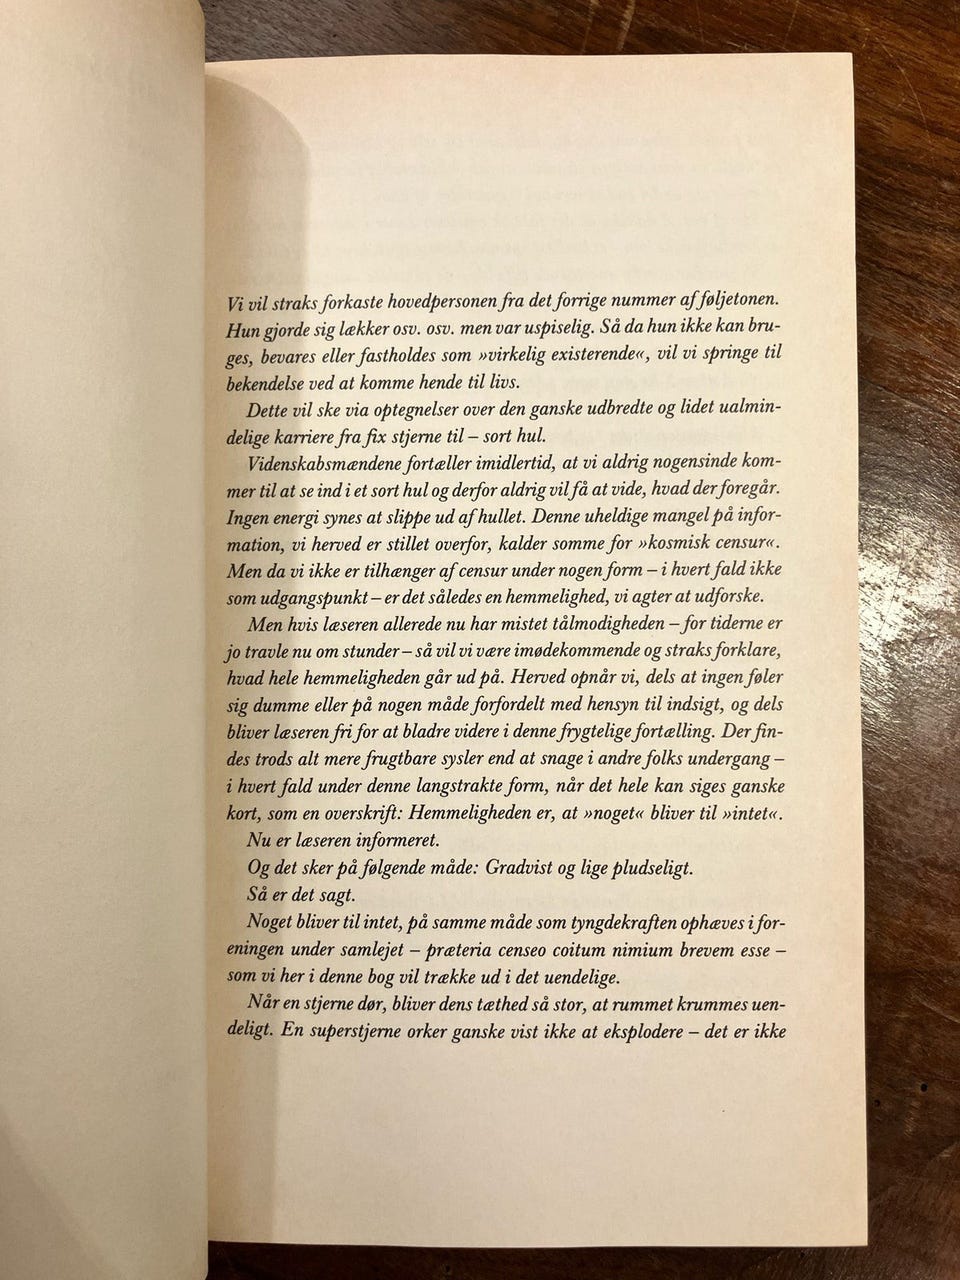 Vi vil straks forkaste hovedpersonen fra det forrige nummer af føljetonen.
Hun gjorde sig lækker osv. osv. men var uspiselig. Så da hun ikke kan bru-
ges, bevares eller fastholdes som »virkelig existerende«, vil vi springe til
bekendelse ved at komme hende til livs.
Dette vil ske via optegnelser over den ganske udbredte og lidet ualmin-
delige karriere fra fix stjerne til – sort hul.
Videnskabsmændene fortæller imidlertid, at vi aldrig nogensinde kom-
mer til at se ind i et sort hul og derfor aldrig vil få at vide, hvad der foregår.
Ingen energi synes at slippe ud af hullet. Denne uheldige mangel på infor-
mation, vi herved er stillet overfor, kalder somme for »kosmisk censur«.
Men da vi ikke er tilhænger af censur under nogen form – i hvert fald ikke
som udgangspunkt – er det således en hemmelighed, vi agter at udforske.
Men hvis læseren allerede nu har mistet tålmodigheden – for tiderne er
jo travle nu om stunder – så vil vi være imødekommende og straks forklare,
hvad hele hemmeligheden går ud på. Herved opnår vi, dels at ingen føler
sig dumme eller på nogen måde forfordelt med hensyn til indsigt, og dels
bliver læseren fri for at bladre videre i denne frygtelige fortælling. Der fin-
des trods alt mere frugtbare sysler end at snage i andre folks undergang –
i hvert fald under denne langstrakte form, når det hele kan siges ganske
kort, som en overskrift: Hemmeligheden er, at »noget« bliver til »intet«.
Nu er læseren informeret.
Og det sker på følgende måde: Gradvist og lige pludseligt.
Så er det sagt.
Noget bliver til intet, på samme måde som tyngdekraften ophæves i for-
eningen under samlejet – præteria censeo coitum nimium brevem esse –
som vi her i denne bog vil trække ud i det uendelige.
Når en stjerne dør, bliver dens tæthed så stor, at rummet krummes uen-
deligt. En superstjerne orker ganske vist ikke at eksplodere – det er ikke